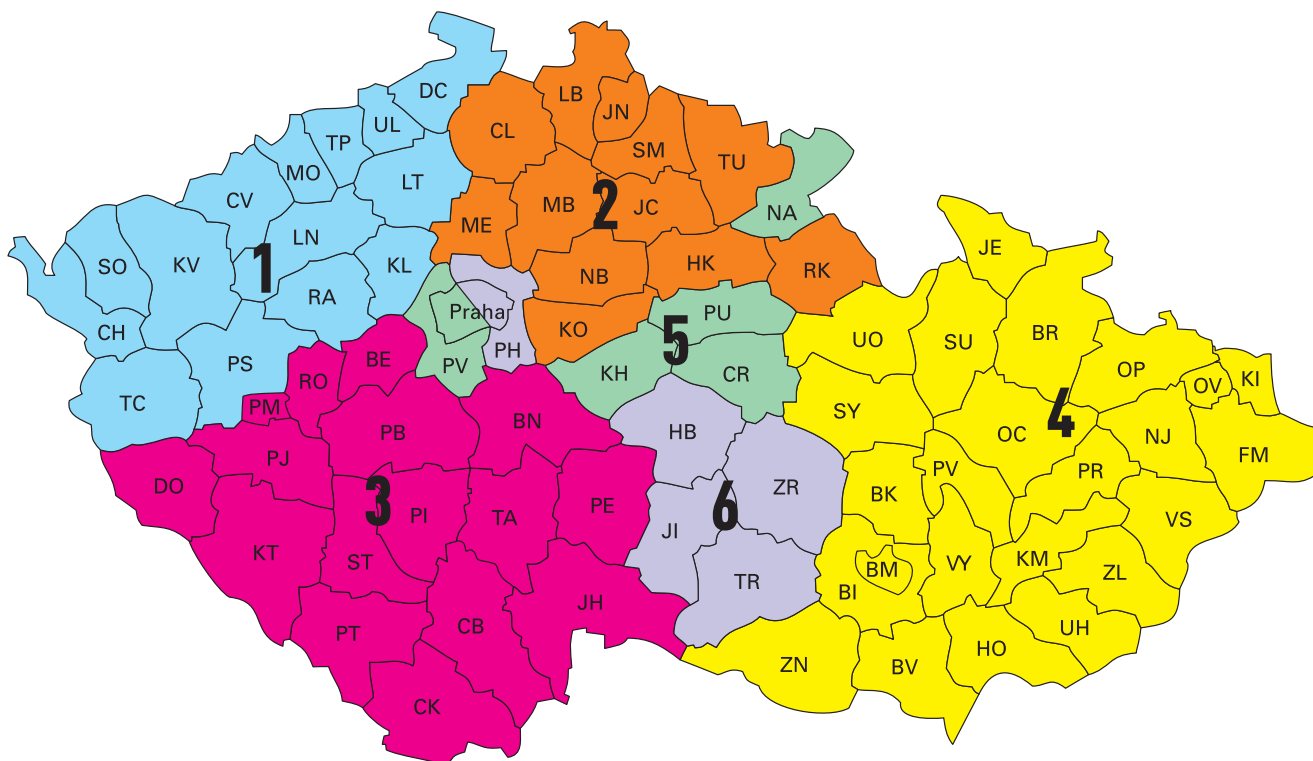 DC
LB
JN
UL
CL
TP
SM
TU
MO
LT
CV
MB
2
JC
NA
ME
LN
SO
KV
1
KL
HK
RK
JE
NB
RA
Praha
PU
KO
CH
5
BR
UO
SU
PH
PS
BE
PV
KH
CR
OP
KI
RO
OV
TC
PM
SY
4
BN
PB
HB
OC
NJ
PJ
FM
PV
PR
DO
ZR
BK
3
PI
TA
PE
6
JI
VS
KT
ST
TR
BM
VY
KM
ZL
BI
JH
PT
CB
UH
HO
ZN
BV
CK